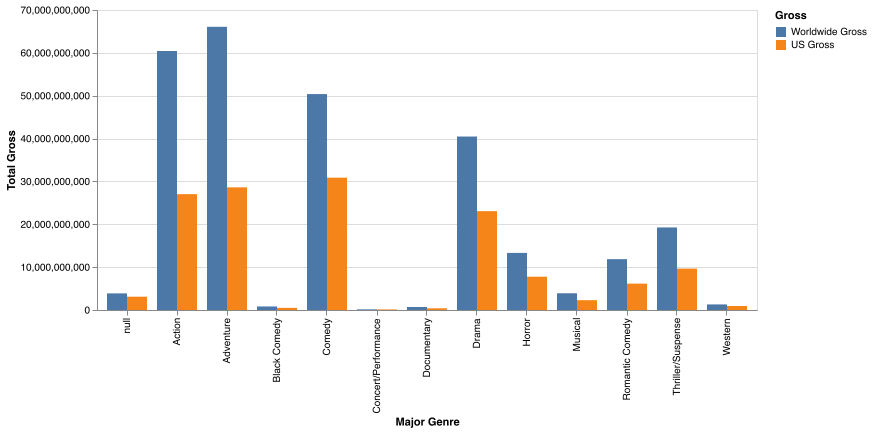 Gross
Worldwide Gross
US Gross
Total Gross
70,000,000,000
60,000,000,000
50,000,000,000
40,000,000,000
30,000,000,000
20,000,000,000
10,000,000,000
0
null
Action
Adventure
Black Comedy
Comedy
Concert/Performance
Documentary
Drama
Horror
Musical
Romantic Comedy
Thriller/Suspense
Western
Major Genre